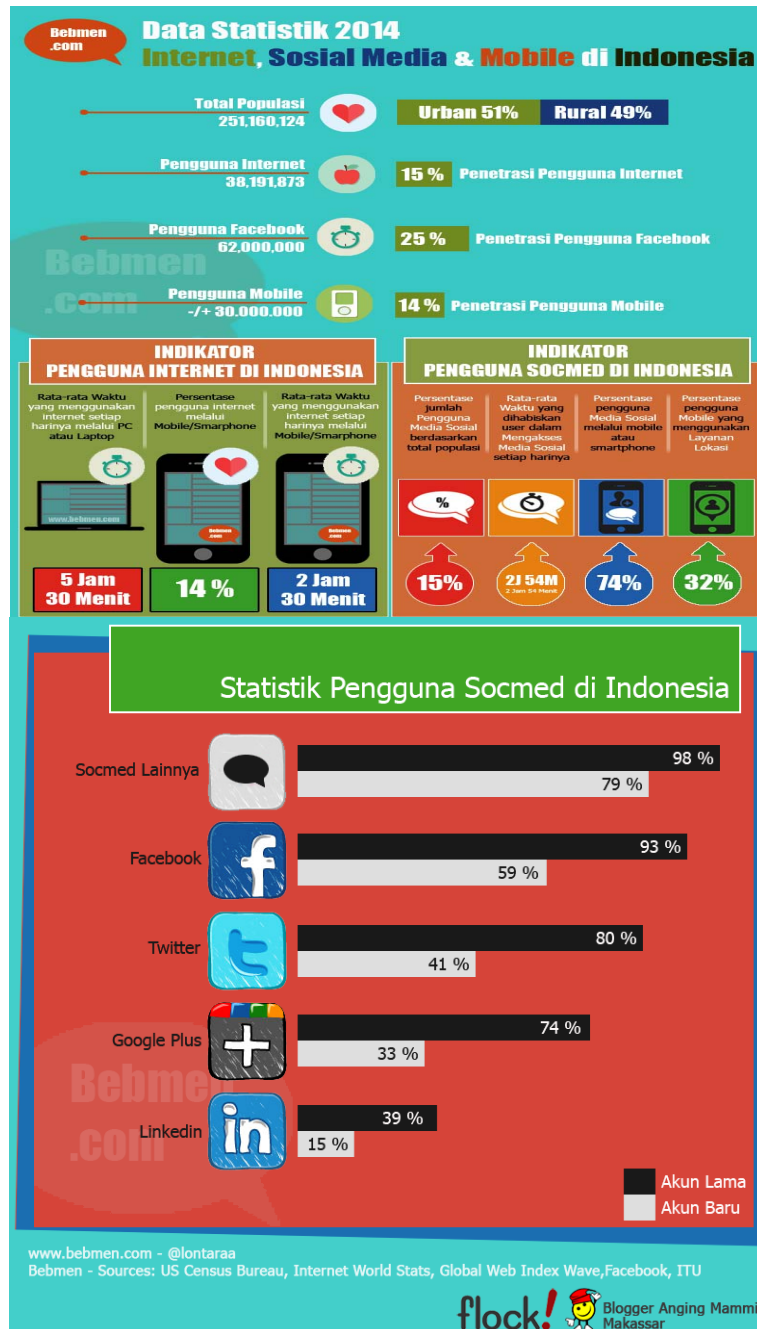 Bebmen
.com
Data Statistik 2014
Internet, Sosial Media & Mobile di Indonesia
Total Populasi
251,160,124
Urban 51%
Rural 49%
Pengguna Internet
38,191,873
15 %
Penetrasi Pengguna Internet
Pengguna Facebook
62,000,000
25 %
Penetrasi Pengguna Facebook
Bebmen
.com
Pengguna Mobile
-/+ 30.000.000
14 %
Penetrasi Pengguna Mobile
INDIKATOR
PENGGUNA INTERNET DI INDONESIA
Rata-rata Waktu
yang menggunakan
internet setiap
harinya melalui PC
atau Laptop
Persentase
pengguna internet
melalui
Mobile/Smarphone
Rata-rata Waktu
yang menggunakan
internet setiap
harinya melalui
Mobile/Smarphone
www.bebmen.com
Bebmen
.com
Bebmen
.com
5 Jam
30 Menit
14 %
2 Jam
30 Menit
INDIKATOR
PENGGUNA SOCMED DI INDONESIA
Persentase
jumlah
Pengguna
Media Sosial
berdasarkan
total populasi
Rata-rata
Waktu yang
dihabiskan
user dalam
Mengakses
Media Sosial
setiap harinya
Persentase
pengguna
Media Sosial
melalui mobile
atau
smartphone
Persentase
pengguna
Mobile yang
menggunakan
Layanan
Lokasi
%
15%
2J 54M
2 Jam 54 Menit
74%
32%
Statistik Pengguna Socmed di Indonesia
Socmed Lainnya
98 %
79 %
Facebook
f
93 %
59 %
Twitter
t
80 %
41 %
Google Plus
74 %
33 %
Bebmen
.com
Linkedin
in
39 %
15 %
Akun Lama
Akun Baru
www.bebmen.com - @lontaraa
Bebmen - Sources: US Census Bureau, Internet World Stats, Global Web Index Wave,Facebook, ITU
flock!
Blogger Anging Mammi
Makassar